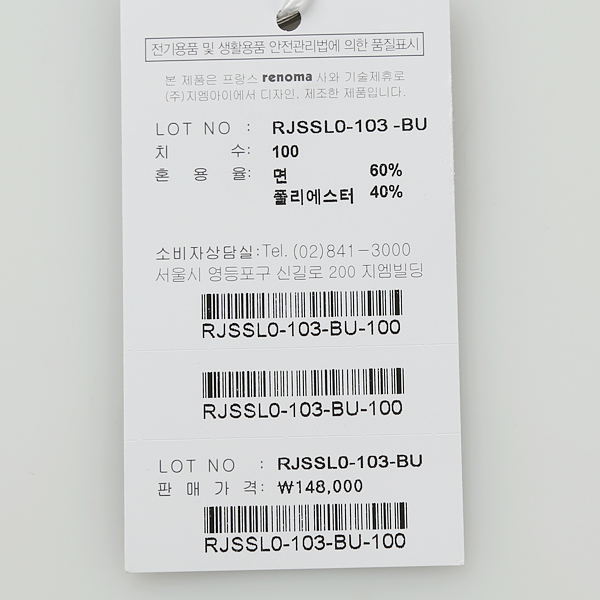 전기용품 및 생활용품 안전관리법에 의한 품질표시
본 제품은 프랑스 renoma 사와 기술제휴로
(주)지엠아이에서 디자인, 제조한 제품입니다.
LOT NO : RJSSL0-103 -BU
치 수: 100
혼 용 율: 면 60%
폴리에스터 40%
소비자상담실:Tel. (02)841-3000
서울시 영등포구 신길로 200 지엠빌딩
RJSSL0-103-BU-100
RJSSL0-103-BU-100
LOT NO : RJSSL0-103-BU
판 매 가 격: ₩148,000
RJSSL0-103-BU-100